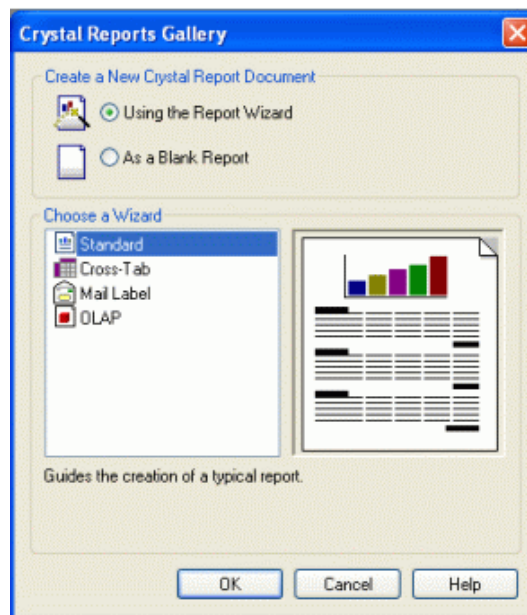 Crystal Reports Gallery
Create a New Crystal Report Document
Using the Report Wizard
As a Blank Report
Choose a Wizard
Standard
Cross-Tab
Mail Label
OLAP
Guides the creation of a typical report.
OK
Cancel
Help